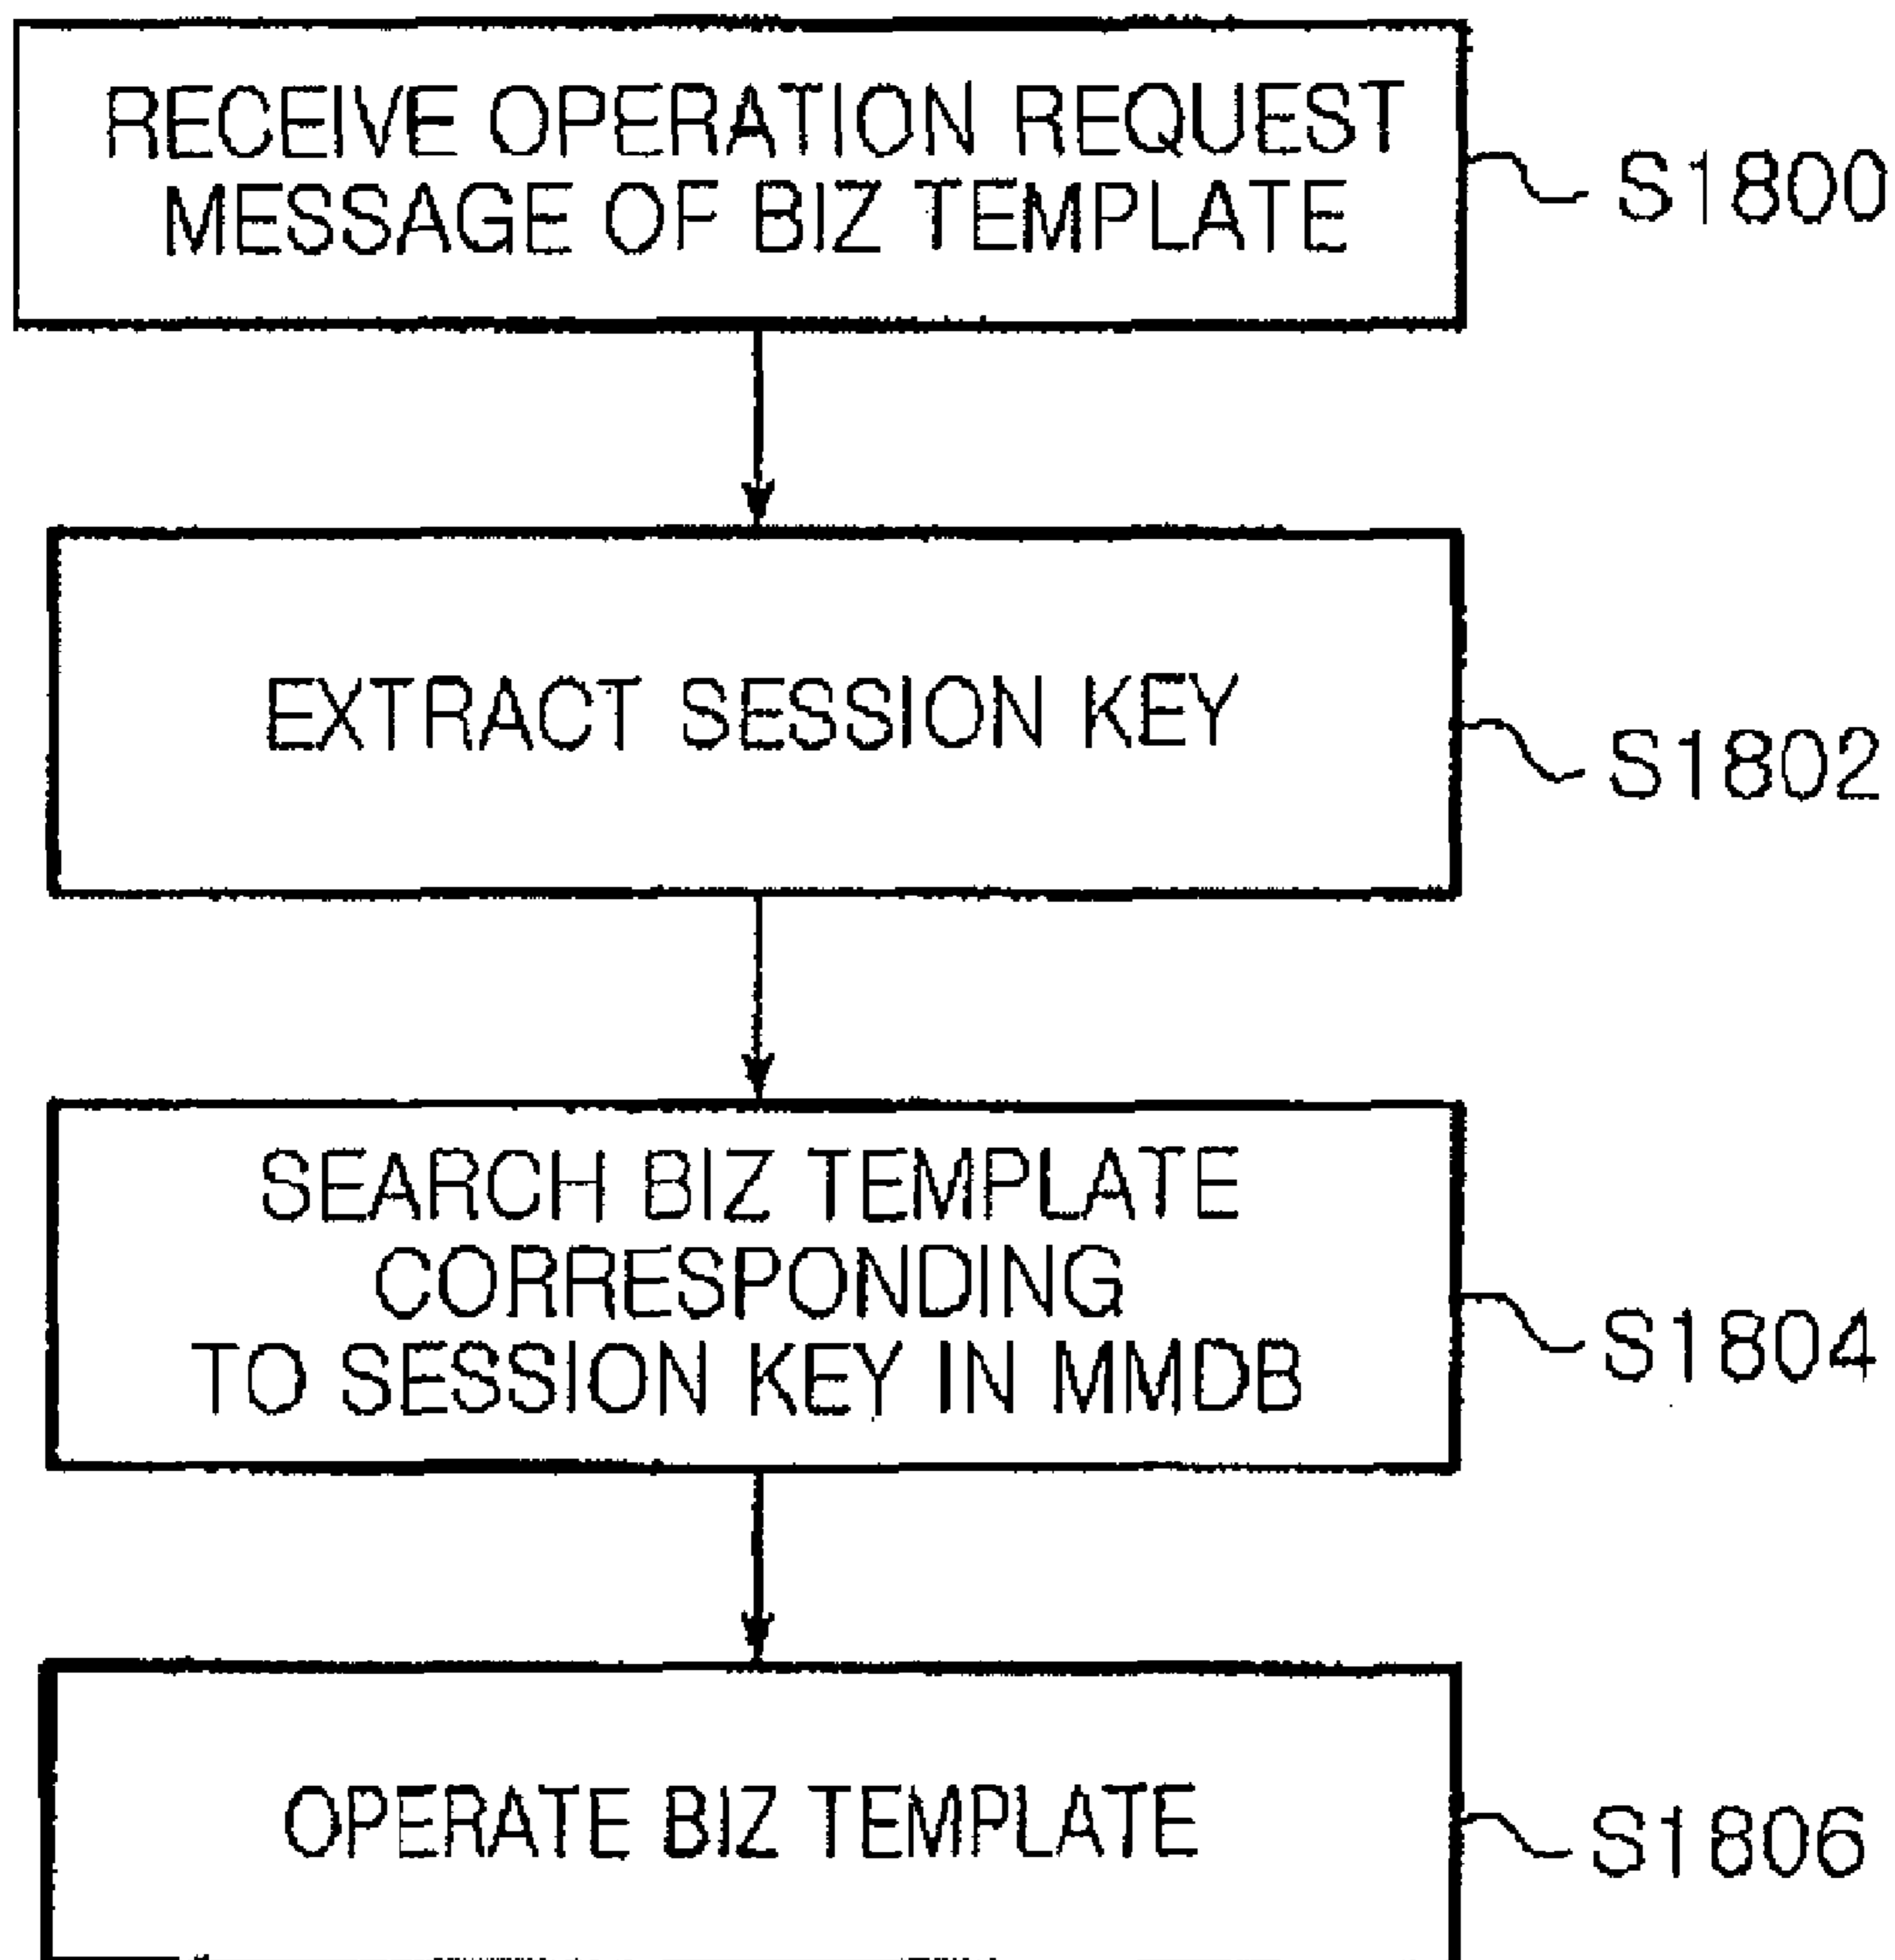 RECEIVE OPERATION REQUEST
MESSAGE OF BIZ TEMPLATE
S1800
EXTRACT SESSION KEY
S1802
SEARCH BIZ TEMPLATE
CORRESPONDING
TO SESSION KEY IN MMDB
S1804
OPERATE BIZ TEMPLATE
S1806